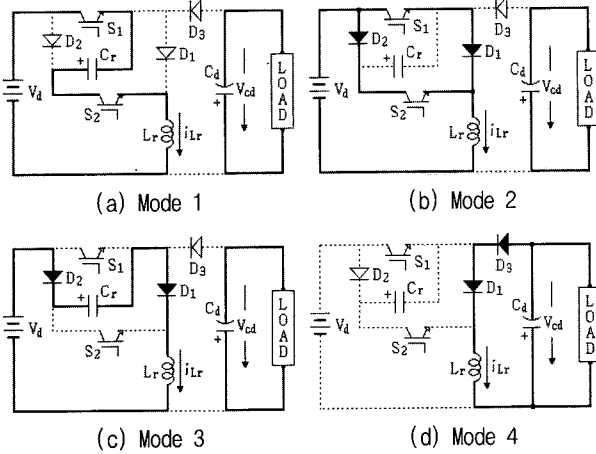 S1
D3
D2
Cr
+
D1
Vd
S2
Cd
+
Vcd
LOAD
Lr
iLr
(a) Mode 1
S1
D3
D2
Cr
+
D1
Vd
S2
Cd
+
Vcd
LOAD
Lr
iLr
(b) Mode 2
S1
D3
D2
Cr
+
D1
Vd
S2
Cd
+
Vcd
LOAD
Lr
iLr
(c) Mode 3
S1
D3
D2
Cr
+
D1
Vd
S2
Cd
+
Vcd
LOAD
Lr
iLr
(d) Mode 4